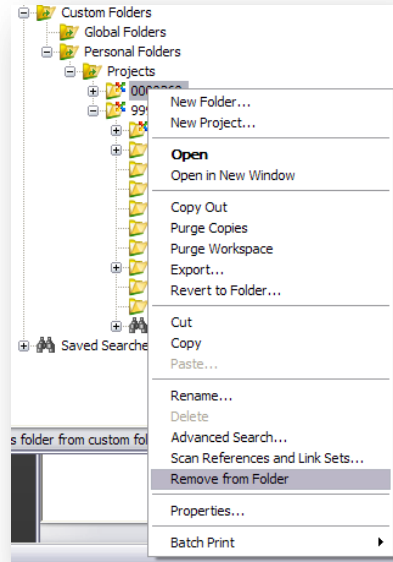 Custom Folders
Global Folders
Personal Folders
Projects
New Folder...
New Project...
Open
Open in New Window
Copy Out
Purge Copies
Purge Workspace
Export...
Revert to Folder...
Cut
Copy
Paste...
Saved Searche
Rename...
Delete
Advanced Search...
s folder from custom fol
Scan References and Link Sets...
Remove from Folder
Properties...
Batch Print